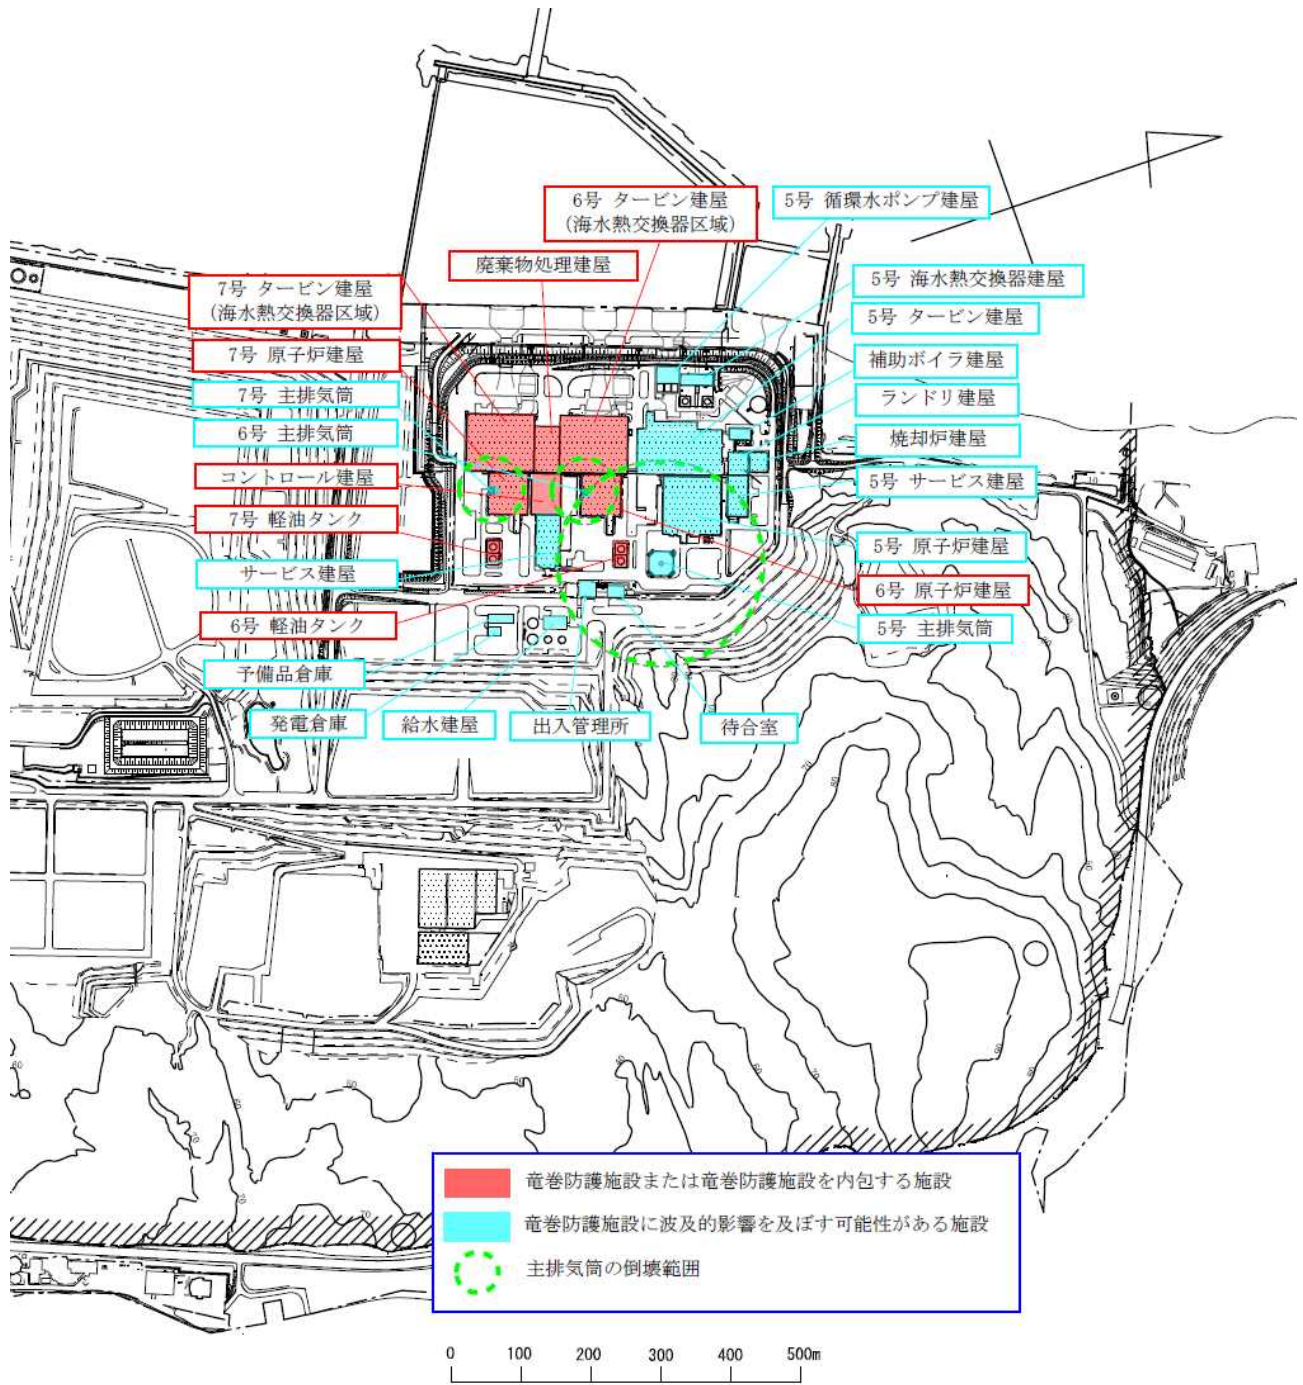 6号 タービン建屋
(海水熱交換器区域)
5号 循環水ポンプ建屋
廃棄物処理建屋
7号 タービン建屋
(海水熱交換器区域)
5号 海水熱交換器建屋
5号 タービン建屋
7号 原子炉建屋
補助ボイラ建屋
7号 主排気筒
ランドリ建屋
6号 主排気筒
焼却炉建屋
コントロール建屋
5号 サービス建屋
7号 軽油タンク
5号 原子炉建屋
サービス建屋
6号 原子炉建屋
6号 軽油タンク
5号 主排気筒
予備品倉庫
発電倉庫
給水建屋
出入管理所
待合室
竜巻防護施設または竜巻防護施設を内包する施設
竜巻防護施設に波及的影響を及ぼす可能性がある施設
主排気筒の倒壊範囲
0 100 200 300 400 500m